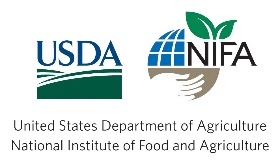 USDA NIFA
United States Department of Agriculture
National Institute of Food and Agriculture